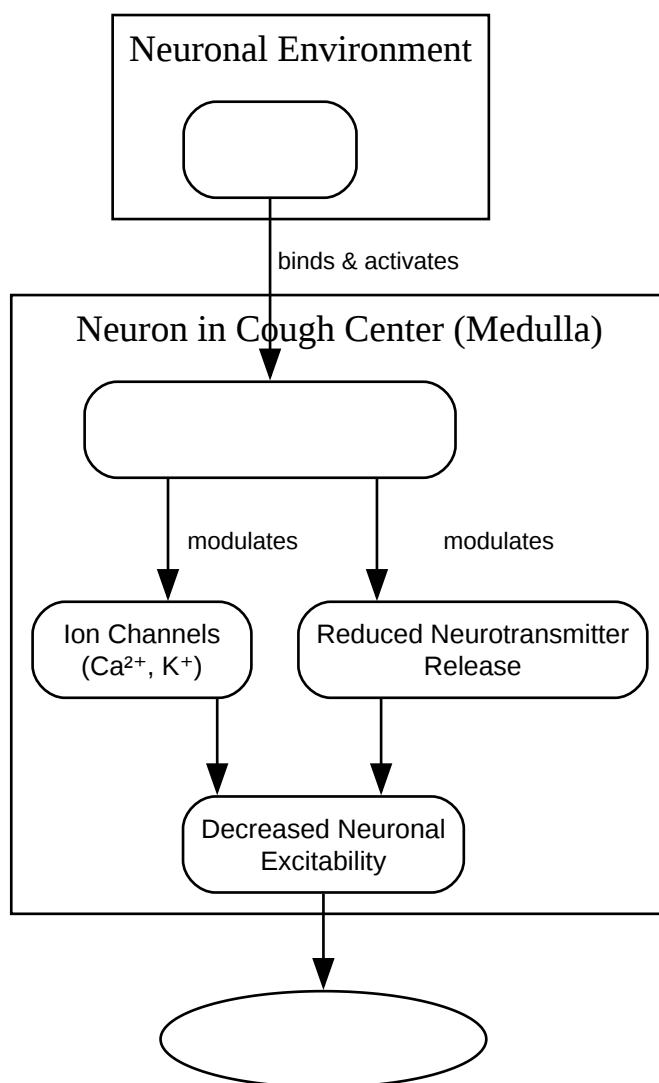 Neuronal Environment
binds & activates
Neuron in Cough Center (Medulla)
modulates
modulates
Ion Channels
(Ca²⁺, K⁺)
Reduced Neurotransmitter
Release
Decreased Neuronal
Excitability